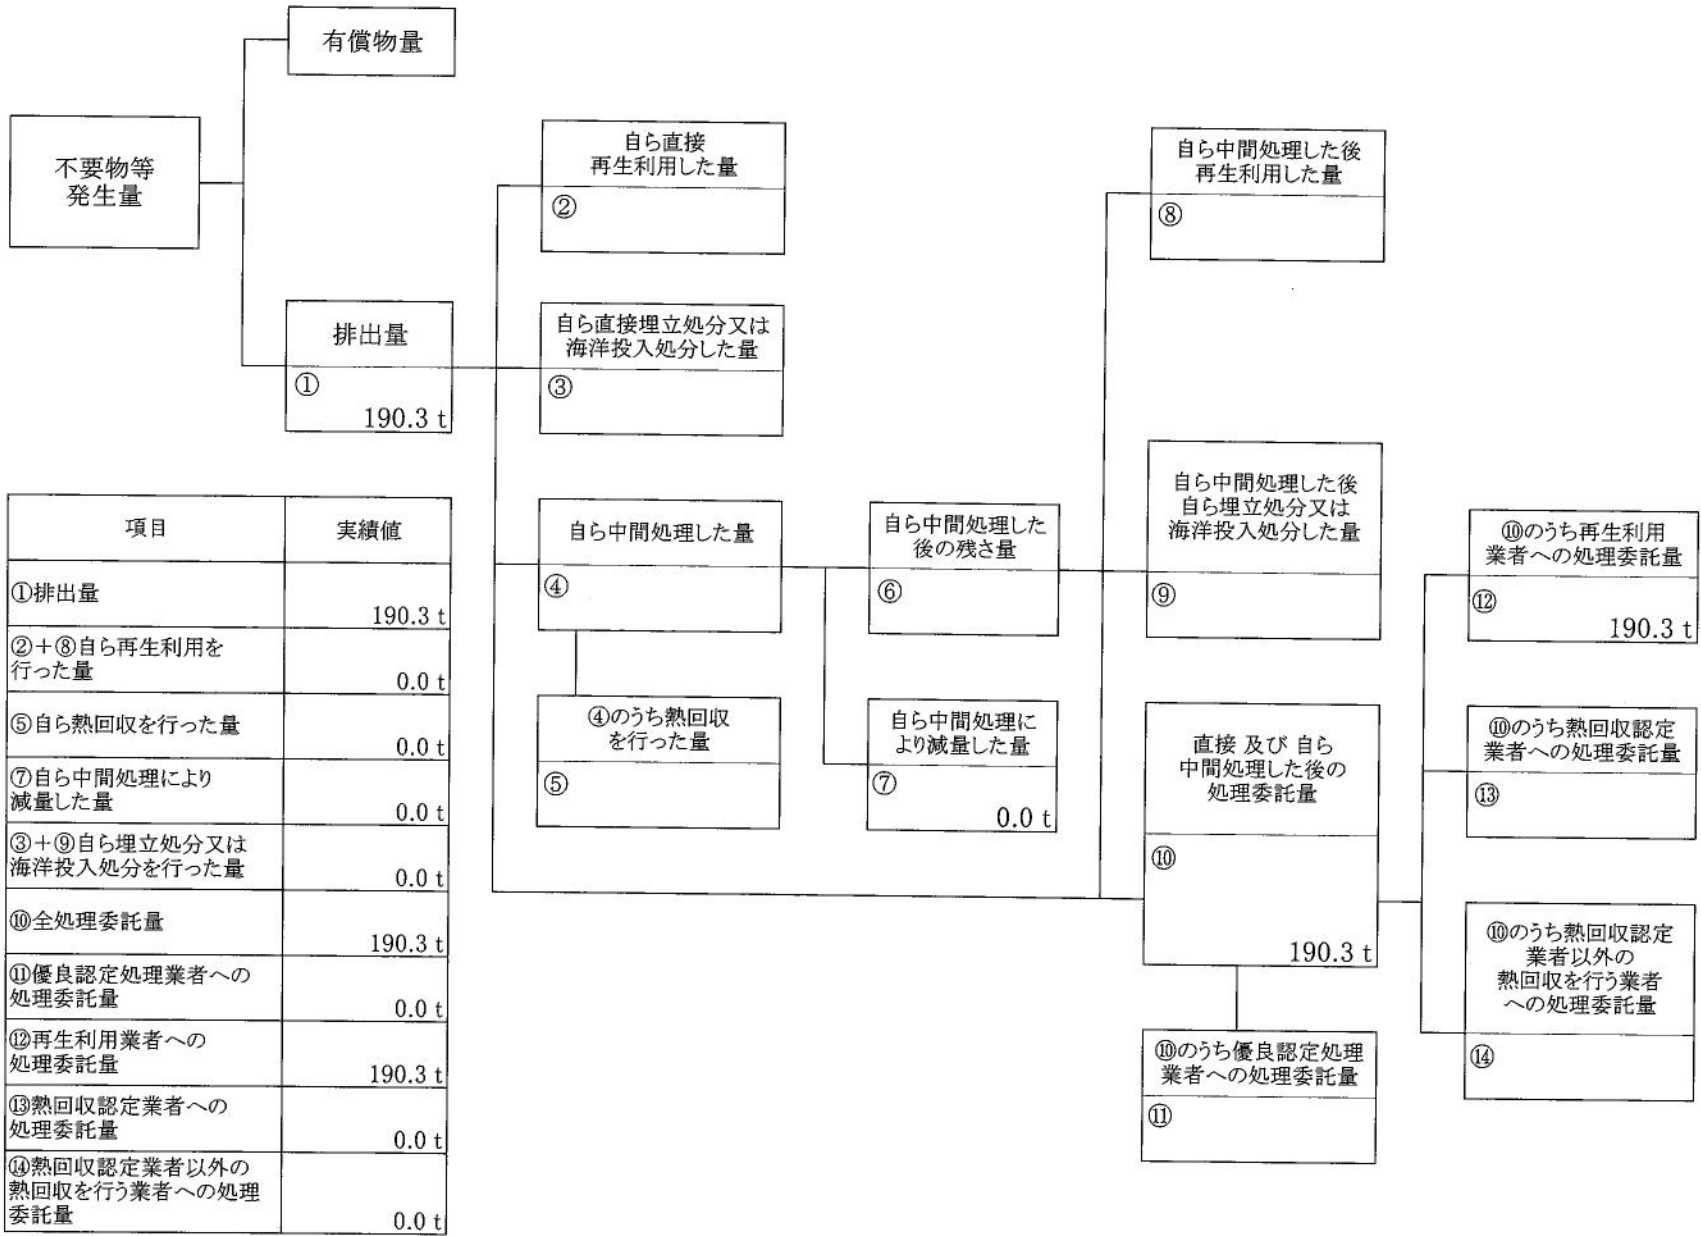 有償物量
不要物等
発生量
排出量
①
190.3 t
自ら直接
再生利用した量
②
自ら直接埋立処分又は
海洋投入処分した量
③
自ら中間処理した量
④
④のうち熱回収
を行った量
⑤
自ら中間処理した
後の残さ量
⑥
自ら中間処理に
より減量した量
⑦
0.0 t
自ら中間処理した後
再生利用した量
⑧
自ら中間処理した後
自ら埋立処分又は
海洋投入処分した量
⑨
直接 及び 自ら
中間処理した後の
処理委託量
⑩
190.3 t
⑩のうち優良認定処理
業者への処理委託量
⑪
⑩のうち再生利用
業者への処理委託量
⑫
190.3 t
⑩のうち熱回収認定
業者への処理委託量
⑬
⑩のうち熱回収認定
業者以外の
熱回収を行う業者
への処理委託量
⑭
項目 実績値
①排出量
190.3 t
②＋⑧自ら再生利用を
行った量
0.0 t
⑤自ら熱回収を行った量
0.0 t
⑦自ら中間処理により
減量した量
0.0 t
③＋⑨自ら埋立処分又は
海洋投入処分を行った量
0.0 t
⑩全処理委託量
190.3 t
⑪優良認定処理業者への
処理委託量
0.0 t
⑫再生利用業者への
処理委託量
190.3 t
⑬熱回収認定業者への
処理委託量
0.0 t
⑭熱回収認定業者以外の
熱回収を行う業者への処理
委託量
0.0 t